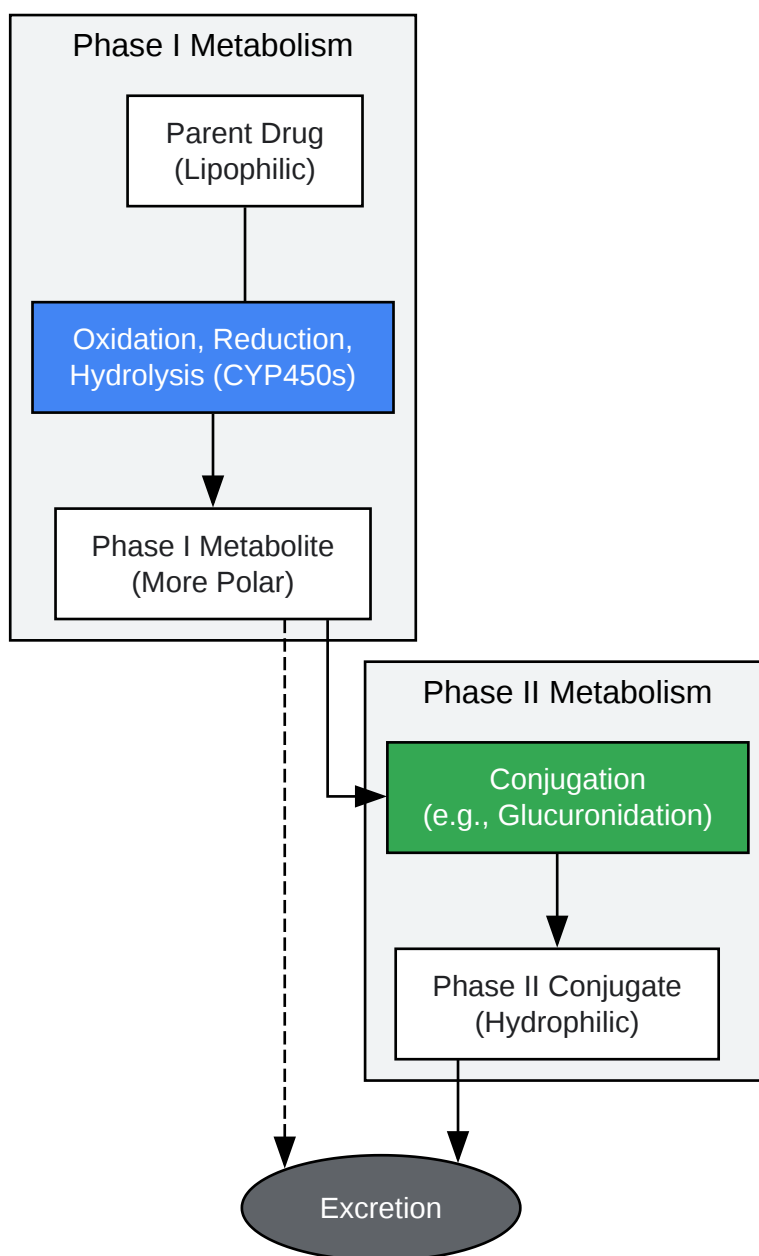 Phase I Metabolism
Parent Drug
(Lipophilic)
Oxidation, Reduction,
Hydrolysis (CYP450s)
Phase I Metabolite
(More Polar)
Phase II Metabolism
Conjugation
(e.g., Glucuronidation)
Phase II Conjugate
(Hydrophilic)
Excretion